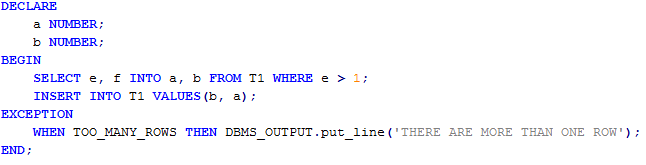 DECLARE
    a NUMBER;
    b NUMBER;
BEGIN
    SELECT e, f INTO a, b FROM T1 WHERE e > 1;
    INSERT INTO T1 VALUES(b, a);
EXCEPTION
    WHEN TOO_MANY_ROWS THEN DBMS_OUTPUT.put_line('THERE ARE MORE THAN ONE ROW');
END;